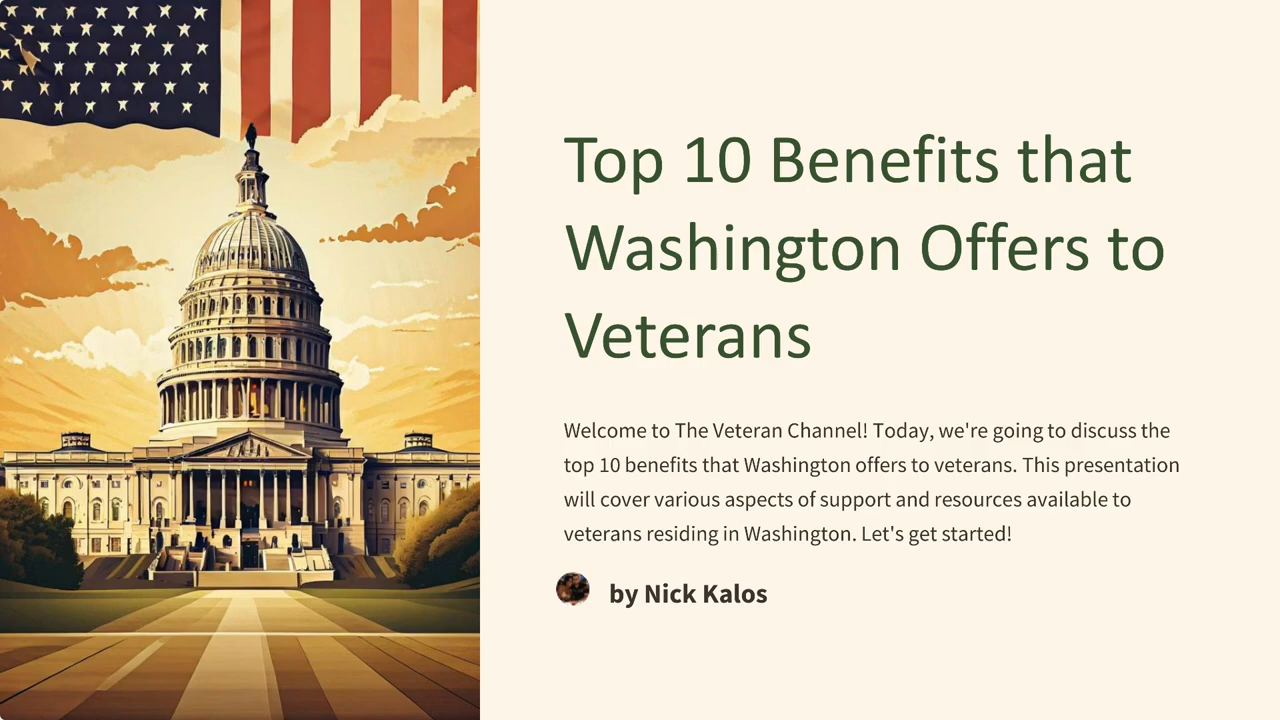 Top 10 Benefits that
Washington Offers to
Veterans
Welcome to The Veteran Channel! Today, we're going to discuss the
top 10 benefits that Washington offers to veterans. This presentation
will cover various aspects of support and resources available to
veterans residing in Washington. Let's get started!
by Nick Kalos